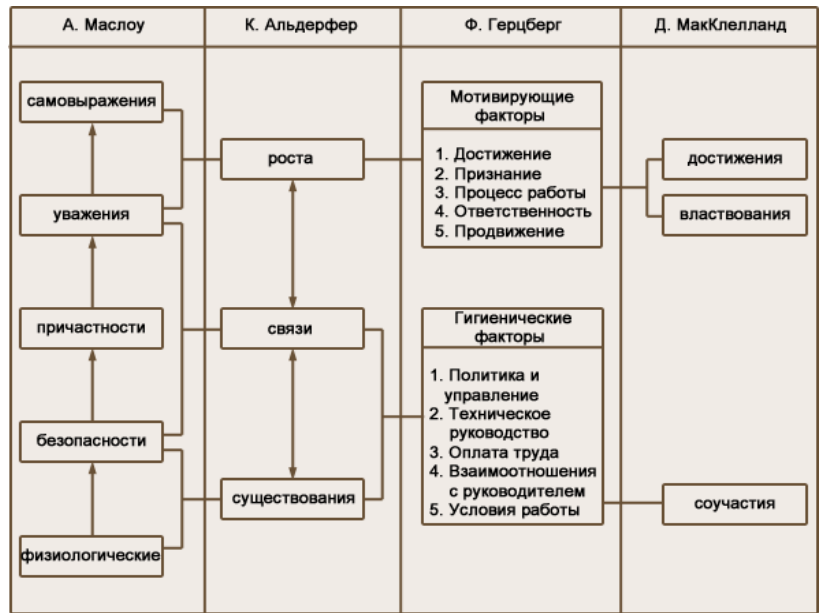 А. Маслоу
К. Альдерфер
Ф. Герцберг
Д. МакКлелланд
самовыражения
уважения
причастности
безопасности
физиологические
роста
связи
существования
Мотивирующие
факторы
1. Достижение
2. Признание
3. Процесс работы
4. Ответственность
5. Продвижение
Гигиенические
факторы
1. Политика и
управление
2. Техническое
руководство
3. Оплата труда
4. Взаимоотношения
с руководителем
5. Условия работы
достижения
властвования
соучастия